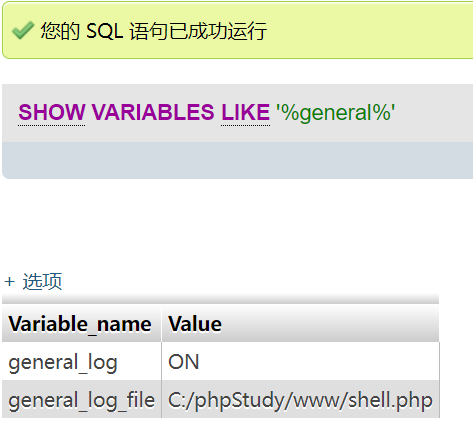 您的 SQL 语句已成功运行
SHOW VARIABLES LIKE '%general%'
+ 选项
Variable_name Value
general_log ON
general_log_file C:/phpStudy/www/shell.php